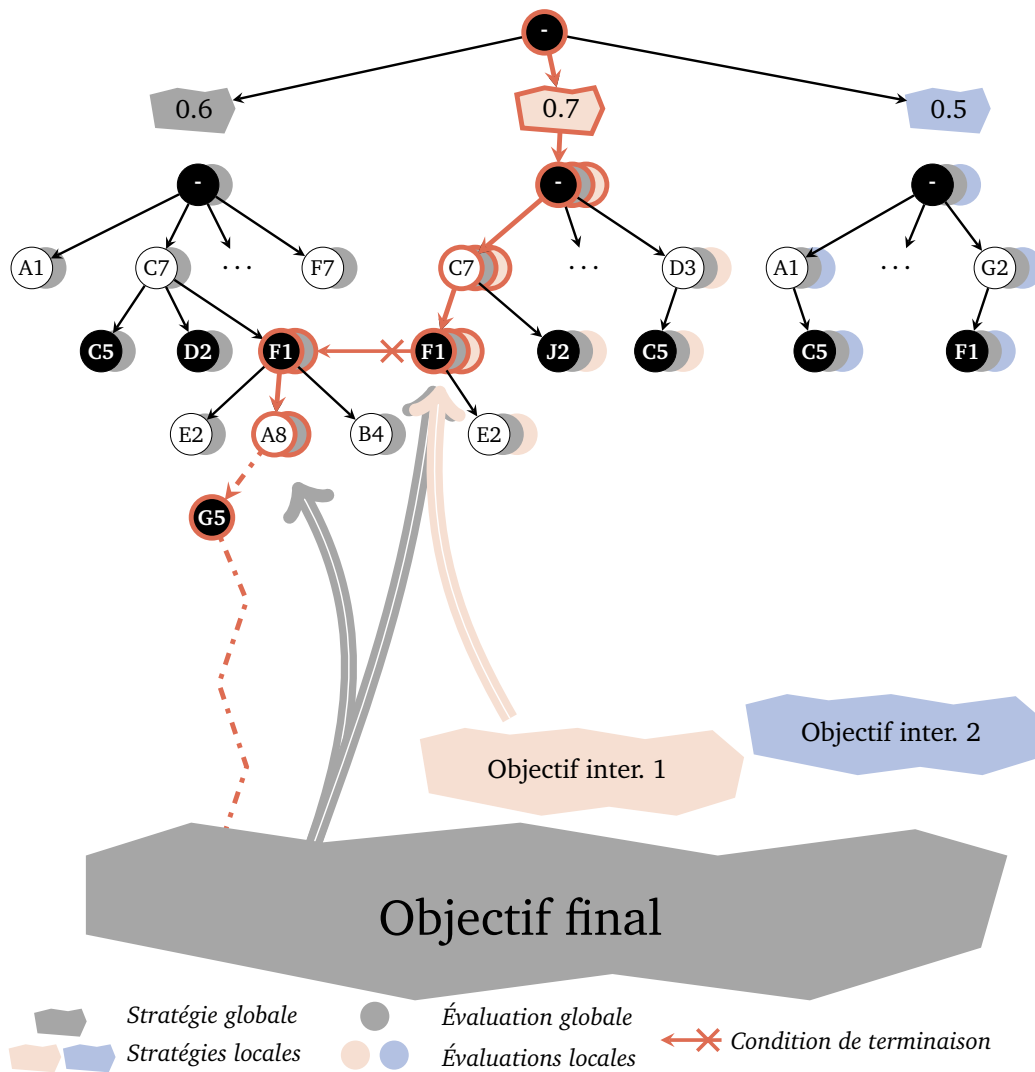 -
0.6 0.7 0.5
- - -
A1 C7 ... F7 C7 ... D3 A1 ... G2
C5 D2 F1 F1 J2 C5 C5 F1
E2 A8 B4 E2
G5
Objectif inter. 2
Objectif inter. 1
Objectif final
Stratégie globale Évaluation globale
Stratégies locales Évaluations locales Condition de terminaison